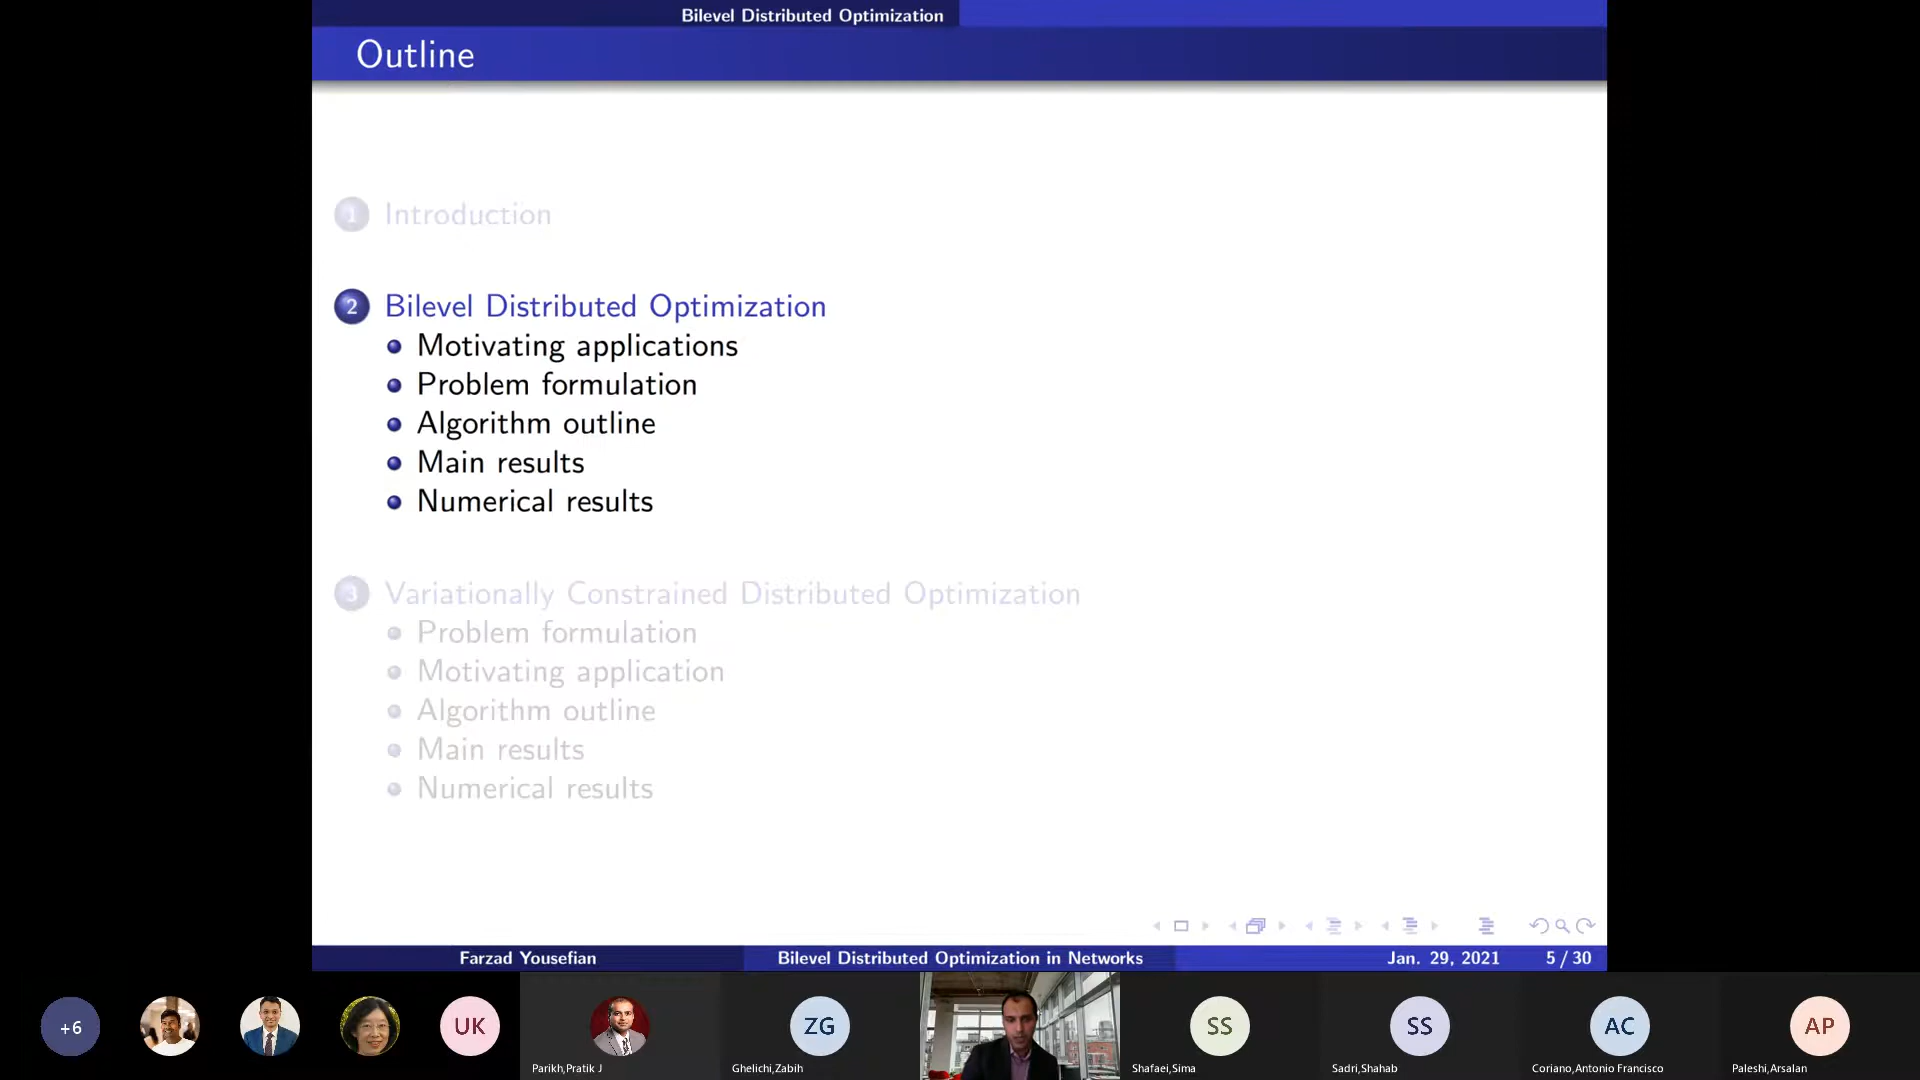 Bilevel Distributed Optimization
Outline
1 Introduction
2 Bilevel Distributed Optimization
Motivating applications
Problem formulation
Algorithm outline
Main results
Numerical results
3 Variationally Constrained Distributed Optimization
Problem formulation
Motivating application
Algorithm outline
Main results
Numerical results
Farzad Yousefian Bilevel Distributed Optimization in Networks Jan. 29, 2021 5 / 30
+6 UK ZG SS SS AC AP
Parikh,Pratik J Ghelichi,Zabih Shafaei,Sima Sadri,Shahab Coriano,Antonio Francisco Paleshi,Arsalan